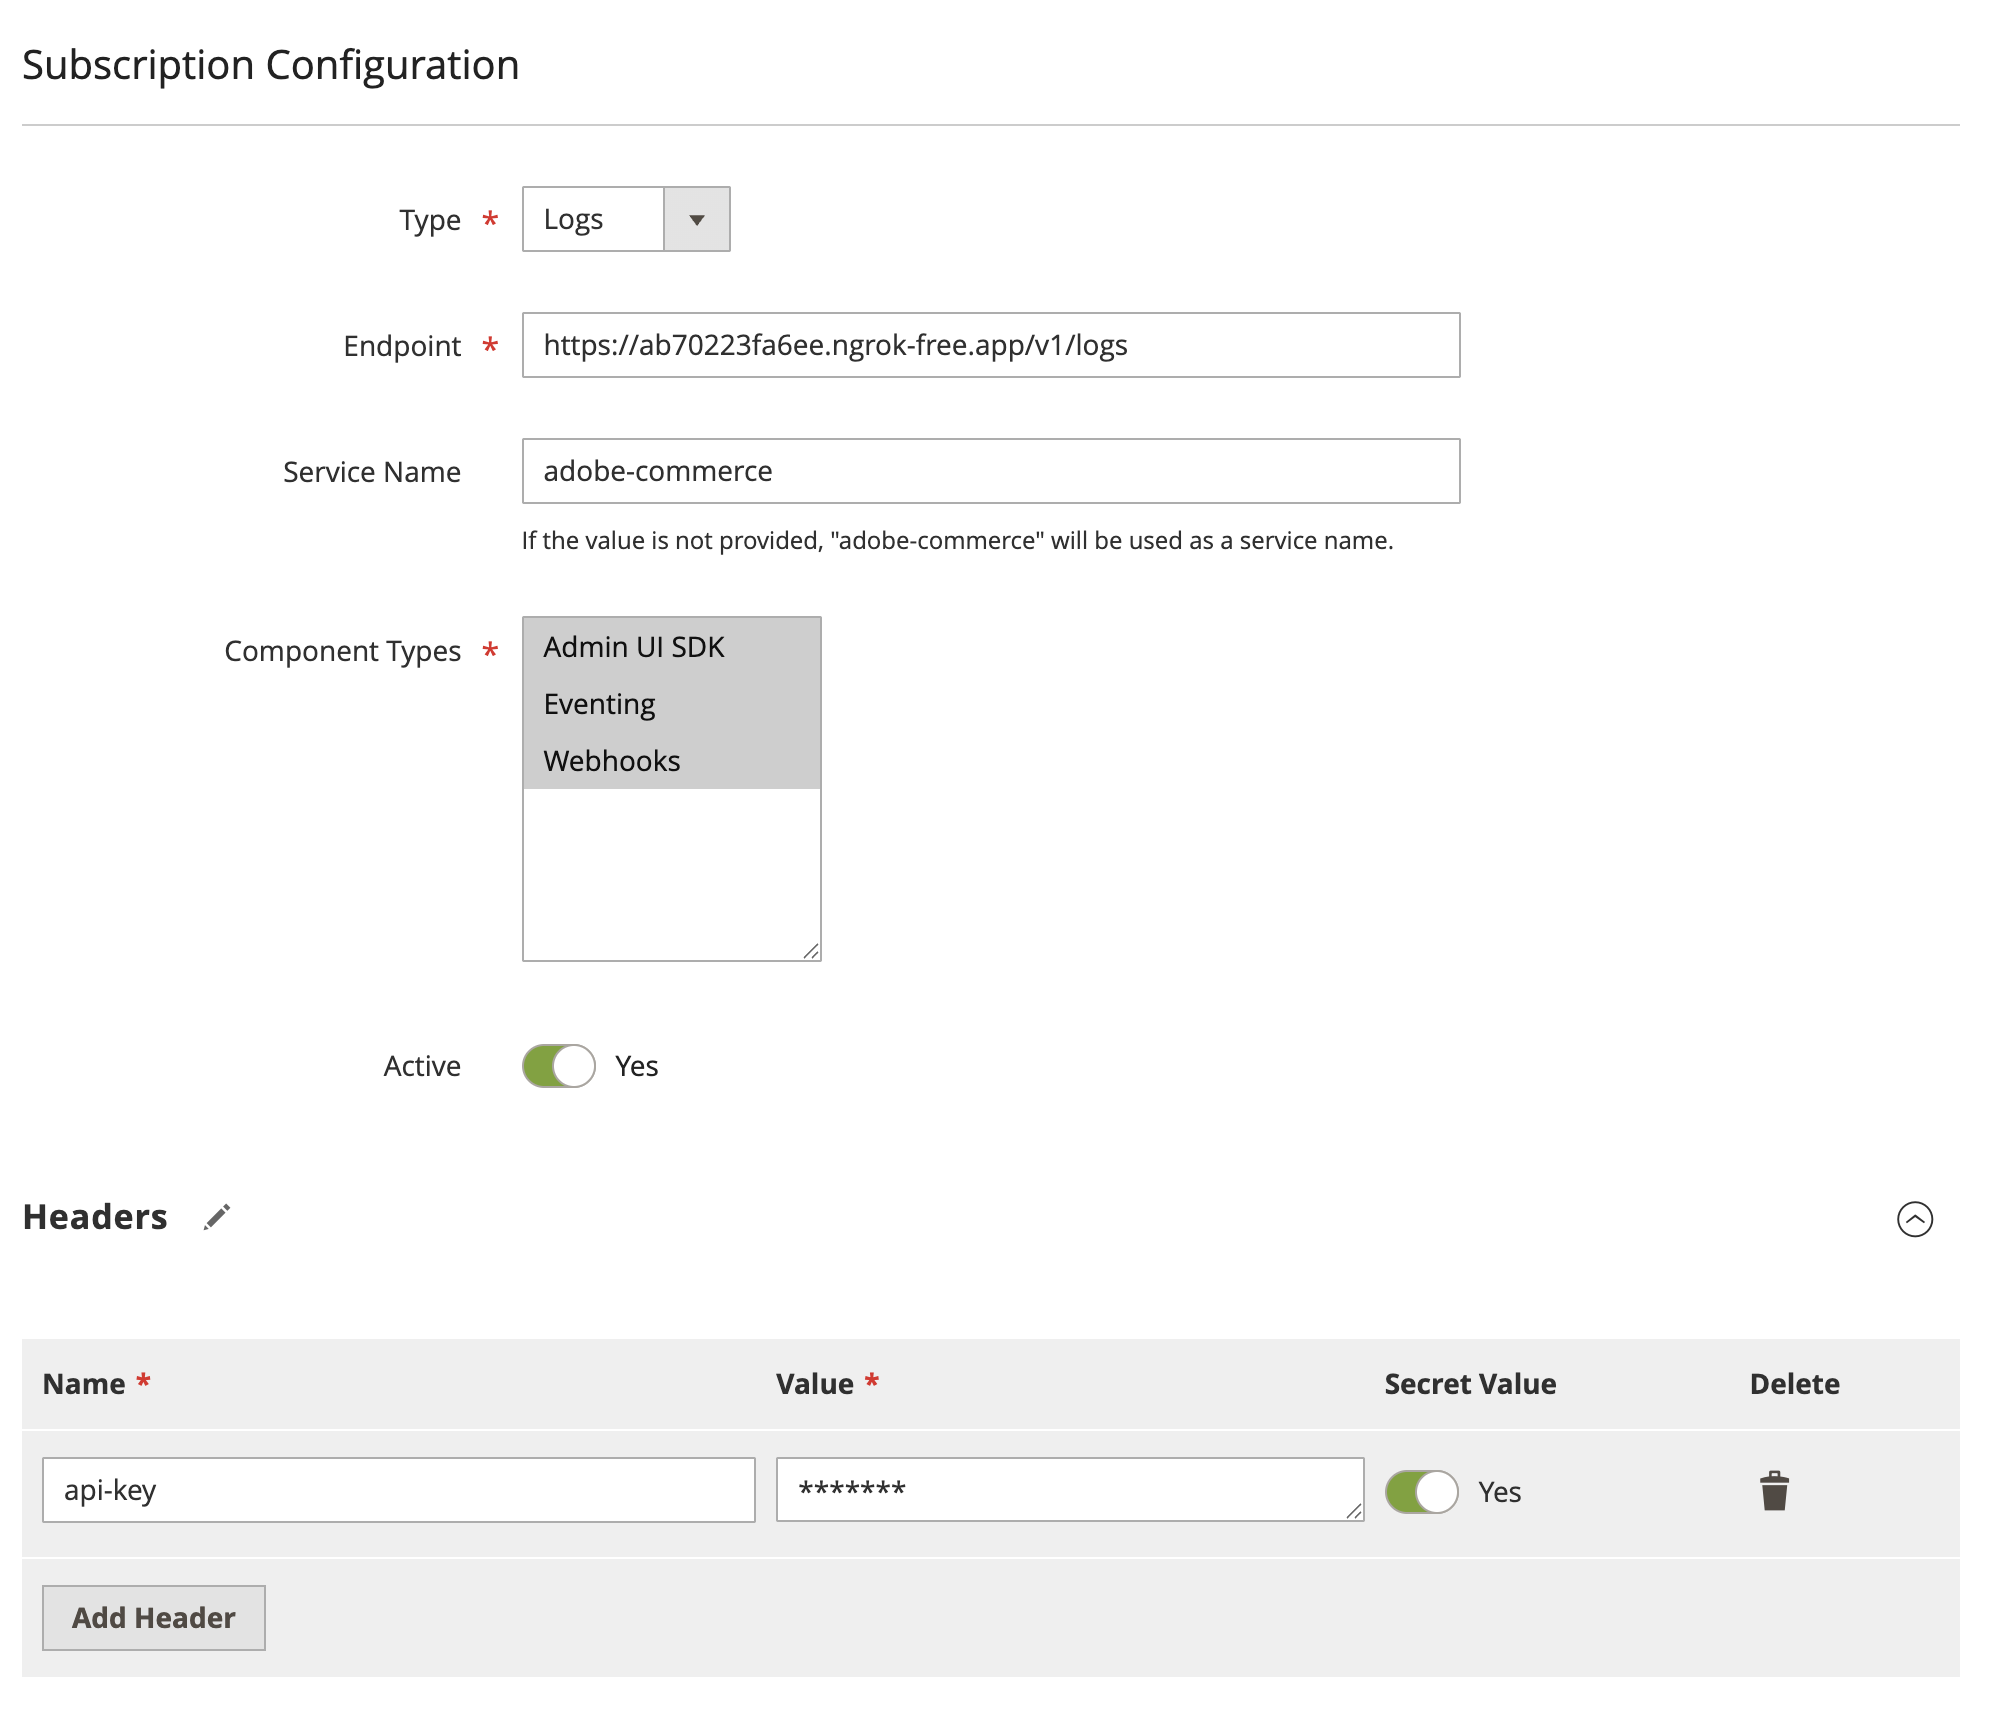 Subscription Configuration
Type *
Logs
Endpoint *
https://ab70223fa6ee.ngrok-free.app/v1/logs
Service Name
adobe-commerce
If the value is not provided, "adobe-commerce" will be used as a service name.
Component Types *
Admin UI SDK
Eventing
Webhooks
Active
Yes
Headers
Name * Value * Secret Value Delete
api-key ******* Yes
Add Header